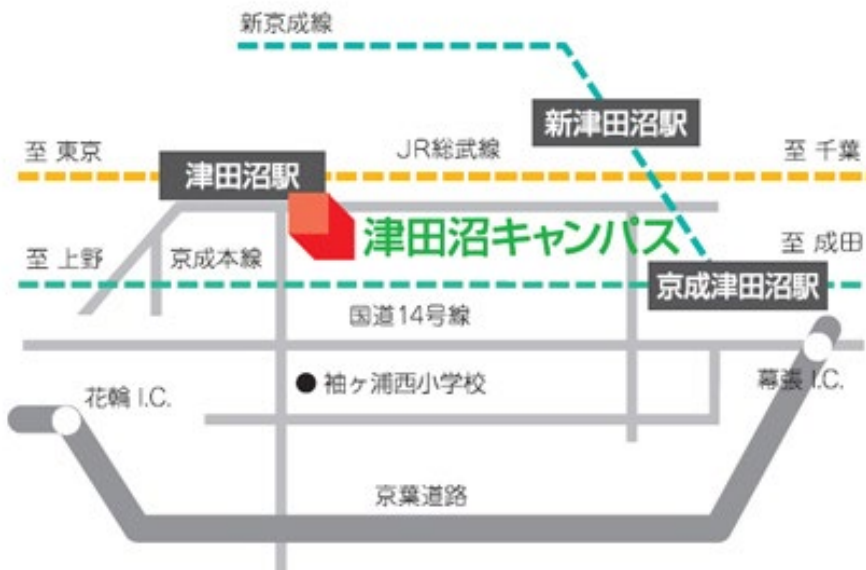 新京成線
新津田沼駅
至 東京
津田沼駅
JR総武線
至 千葉
津田沼キャンパス
至 上野
京成本線
至 成田
京成津田沼駅
国道14号線
花輪 I.C.
袖ヶ浦西小学校
幕張 I.C.
京葉道路